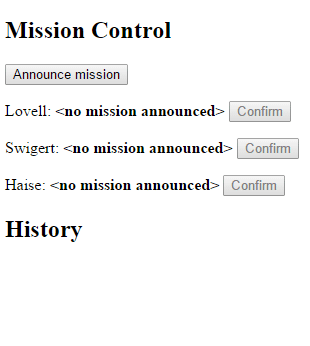 Mission Control
Announce mission
Lovell: <no mission announced> Confirm
Swigert: <no mission announced> Confirm
Haise: <no mission announced> Confirm
History